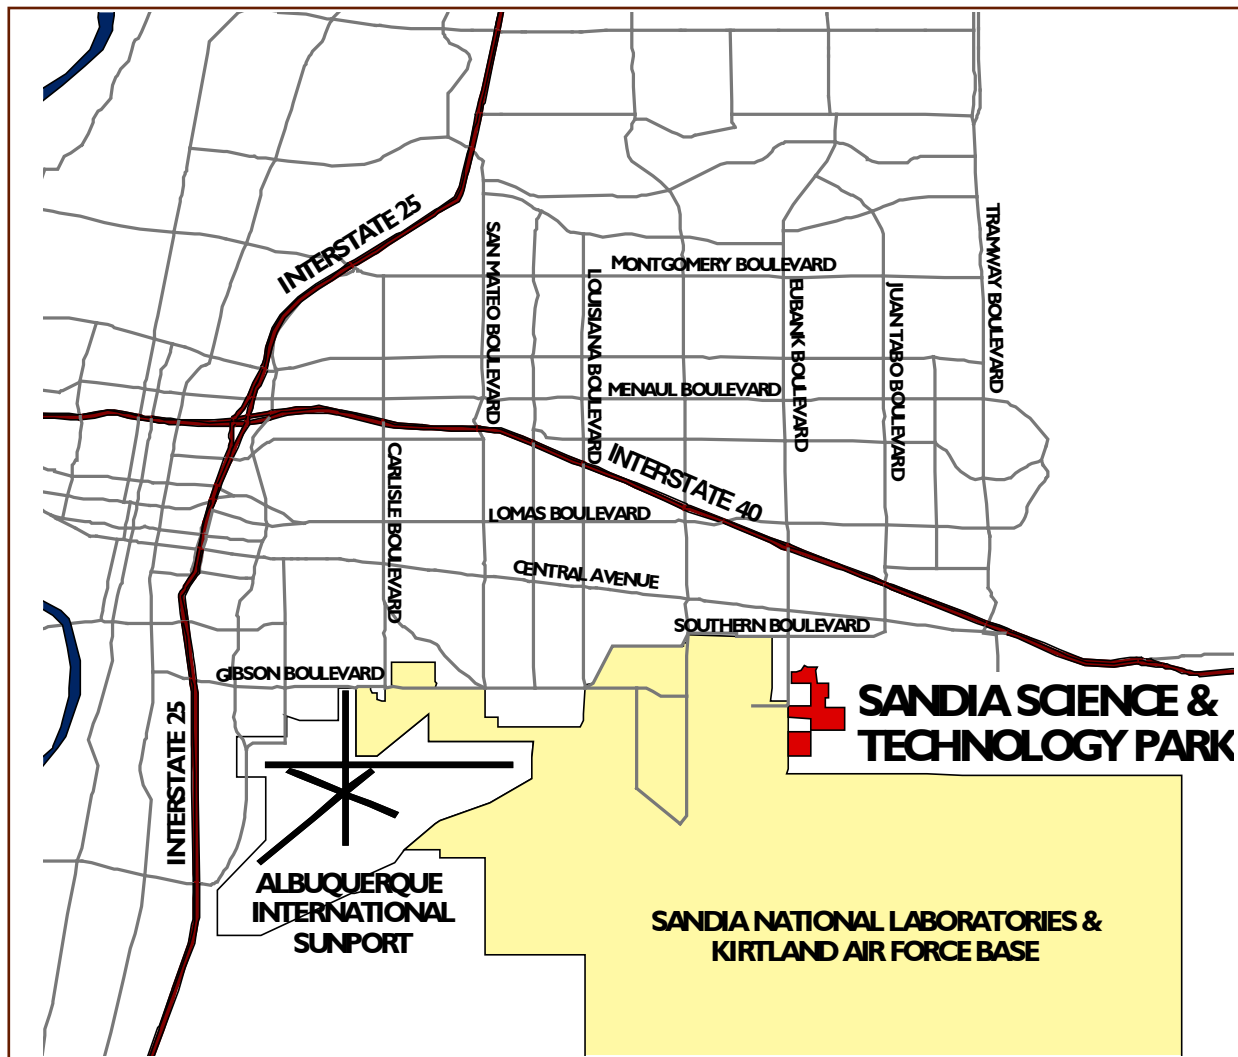 INTERSTATE 25
SAN MATEO BOULEVARD
LOUISIANA BOULEVARD
MONTGOMERY BOULEVARD
EUBANK BOULEVARD
JUAN TABO BOULEVARD
TRAMWAY BOULEVARD
MENAUL BOULEVARD
CARLISLE BOULEVARD
INTERSTATE 40
LOMAS BOULEVARD
CENTRAL AVENUE
SOUTHERN BOULEVARD
GIBSON BOULEVARD
INTERSTATE 25
SANDIA SCIENCE &
TECHNOLOGY PARK
ALBUQUERQUE
INTERNATIONAL
SUNPORT
SANDIA NATIONAL LABORATORIES &
KIRTLAND AIR FORCE BASE